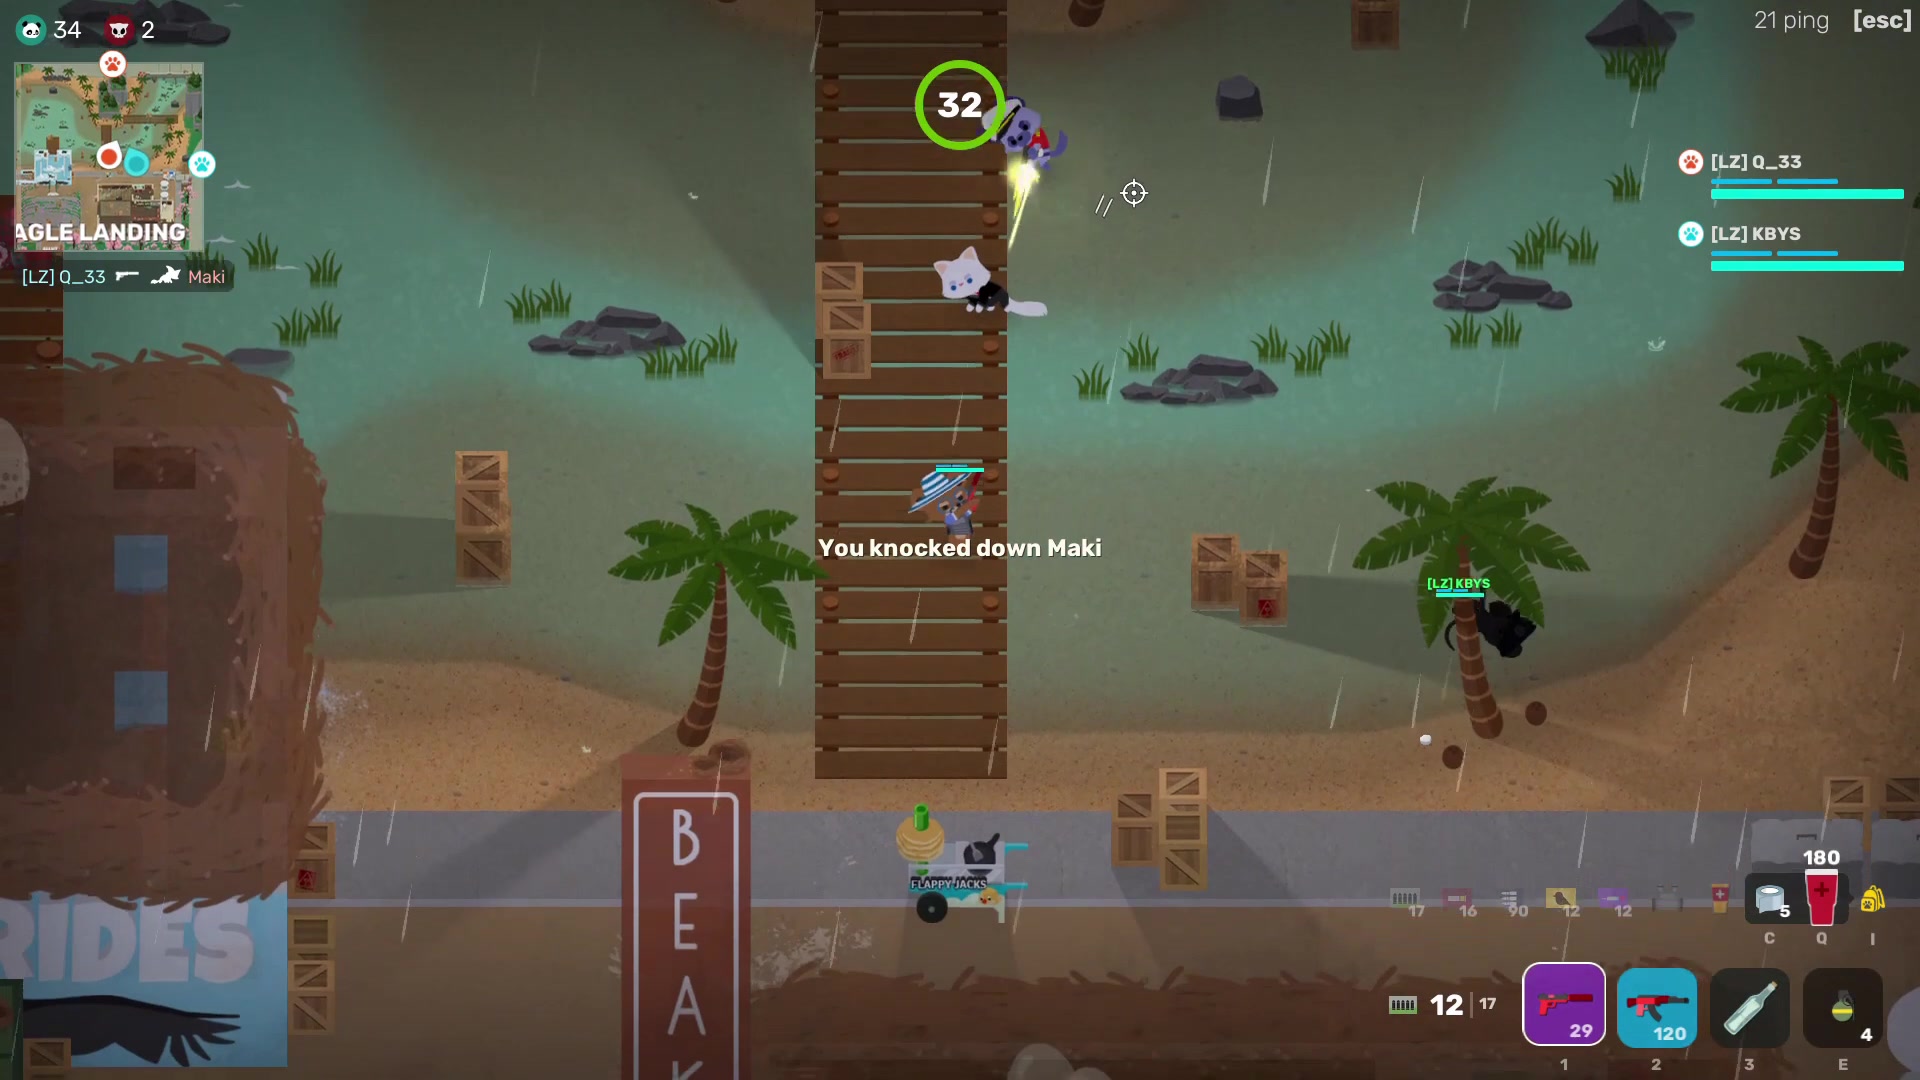 34
2
21 ping [esc]
32
[LZ] Q_33
[LZ] KBYS
AGLE LANDING
[LZ] Q_33 Maki
You knocked down Maki
[LZ] KBYS
BEAK
FLAPPY JACKS
RIDES
180
17 16 90 12 12
5
C Q I
12 | 17
29
120
4
1 2 3 E